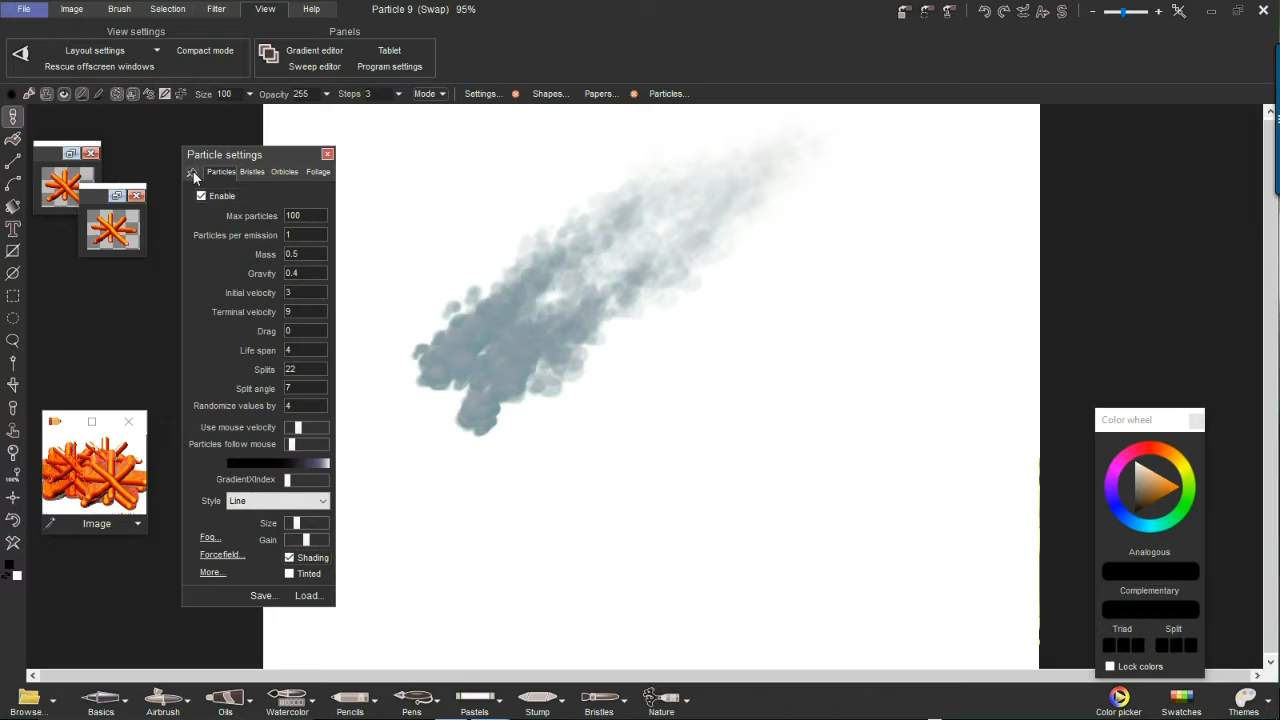 File Image Brush Selection Filter View Help Particle 9 (Swap) 95%
View settings Panels
Layout settings Compact mode Gradient editor Tablet
Rescue offscreen windows Sweep editor Program settings
Size 100 Opacity 255 Steps 3 Mode Settings... Shapes... Papers... Particles...
Particle settings
Particles Bristles Orbicles Foliage
Enable
Max particles 100
Particles per emission 1
Mass 0.5
Gravity 0.4
Initial velocity 3
Terminal velocity 9
Drag 0
Life span 4
Splits 22
Split angle 7
Randomize values by 4
Use mouse velocity
Particles follow mouse
GradientXIndex
Style Line
Size
Fog... Gain
Forcefield... Shading
More... Tinted
Save... Load...
Image
100%
Color wheel
Analogous
Complementary
Triad Split
Lock colors
Browse... Basics Airbrush Oils Watercolor Pencils Pens Pastels Stump Bristles Nature Color picker Swatches Themes